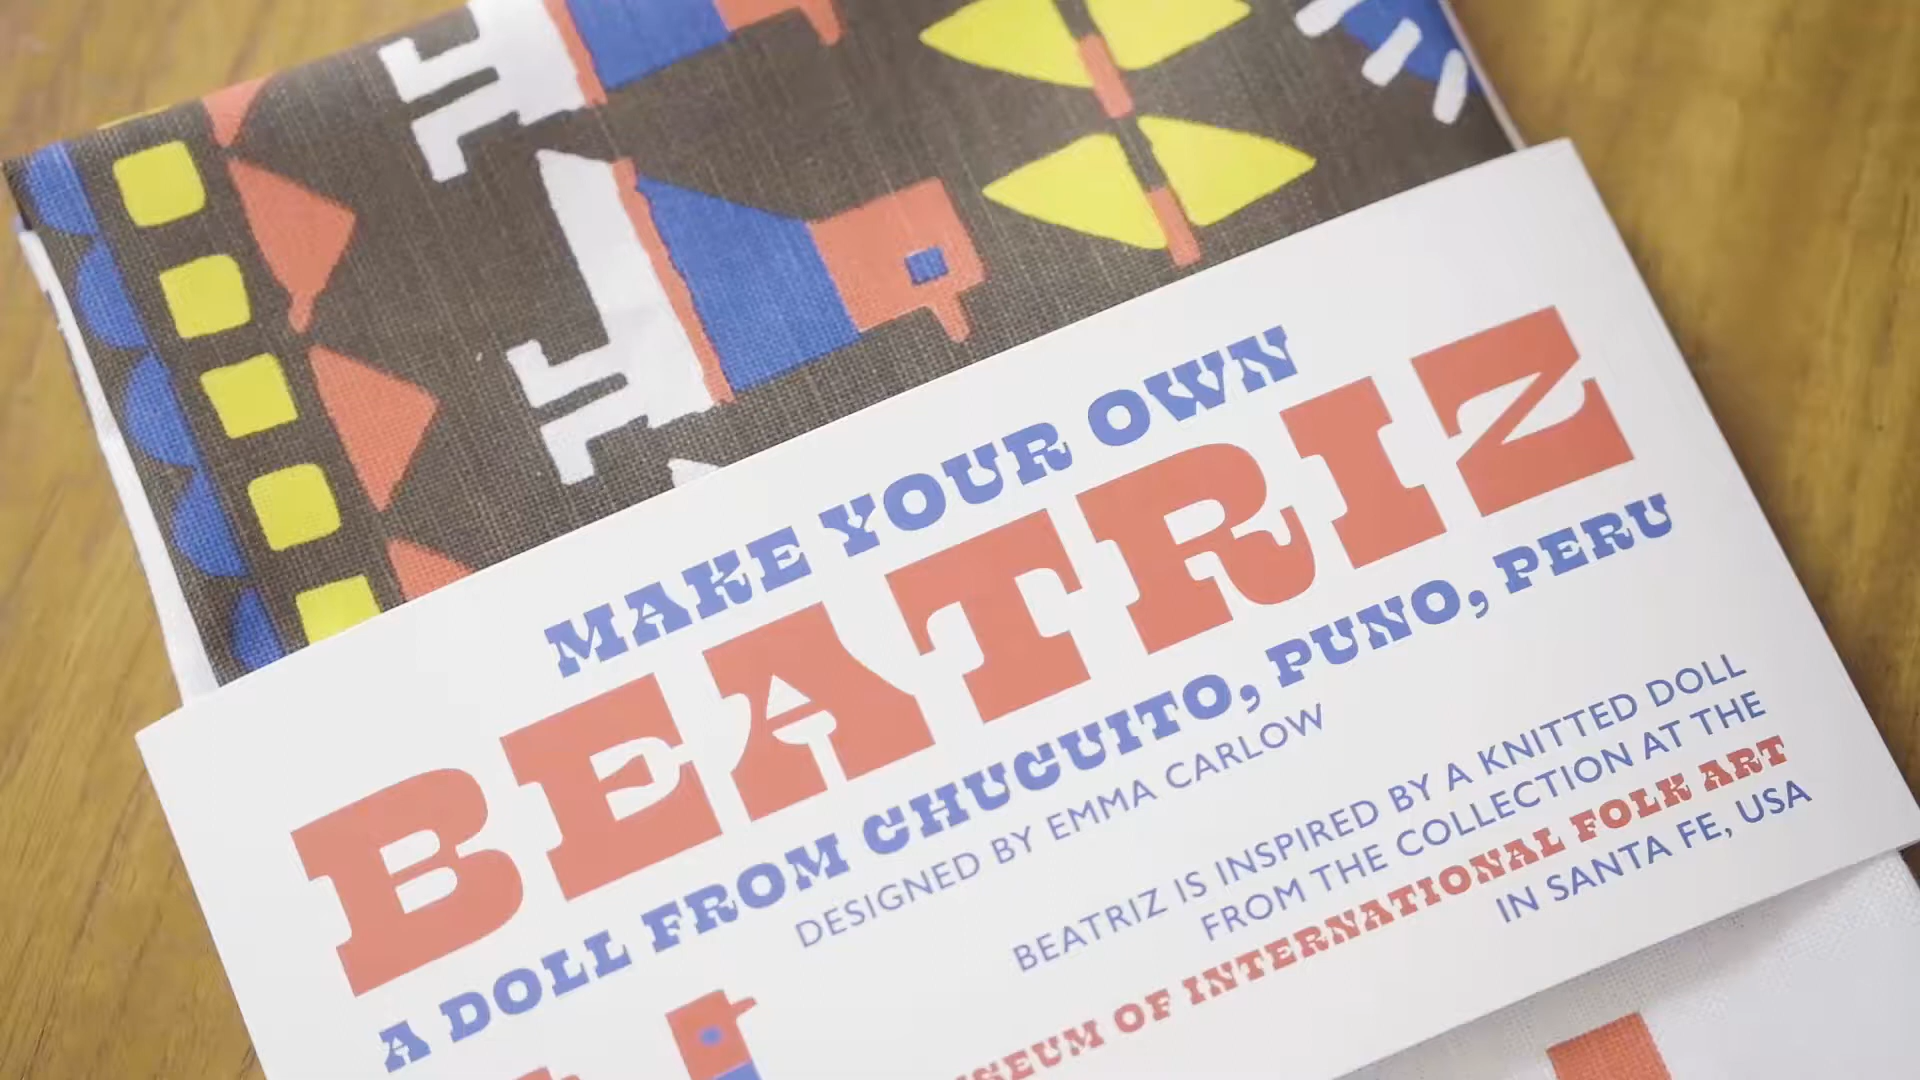 MAKE YOUR OWN
BEATRIZ
A DOLL FROM CHUCUITO, PUNO, PERU
DESIGNED BY EMMA CARLOW
BEATRIZ IS INSPIRED BY A KNITTED DOLL
FROM THE COLLECTION AT THE
OF INTERNATIONAL FOLK ART
IN SANTA FE, USA